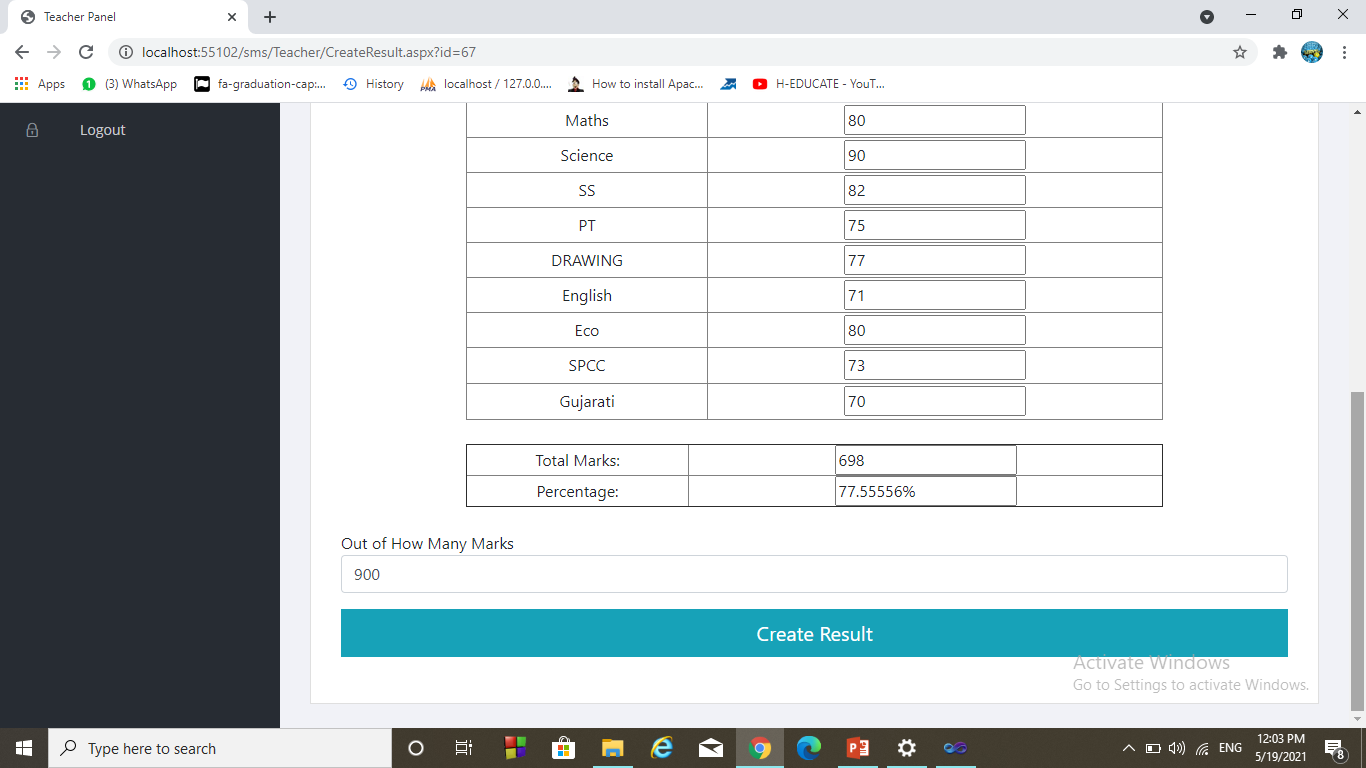 Teacher Panel
localhost:55102/sms/Teacher/CreateResult.aspx?id=67
Apps (3) WhatsApp fa-graduation-cap:... History localhost / 127.0.0.... How to install Apac... H-EDUCATE - YouT...
Logout
Maths 80
Science 90
SS 82
PT 75
DRAWING 77
English 71
Eco 80
SPCC 73
Gujarati 70
Total Marks: 698
Percentage: 77.55556%
Out of How Many Marks
900
Create Result
Activate Windows
Go to Settings to activate Windows.
Type here to search
ENG
12:03 PM
5/19/2021
8